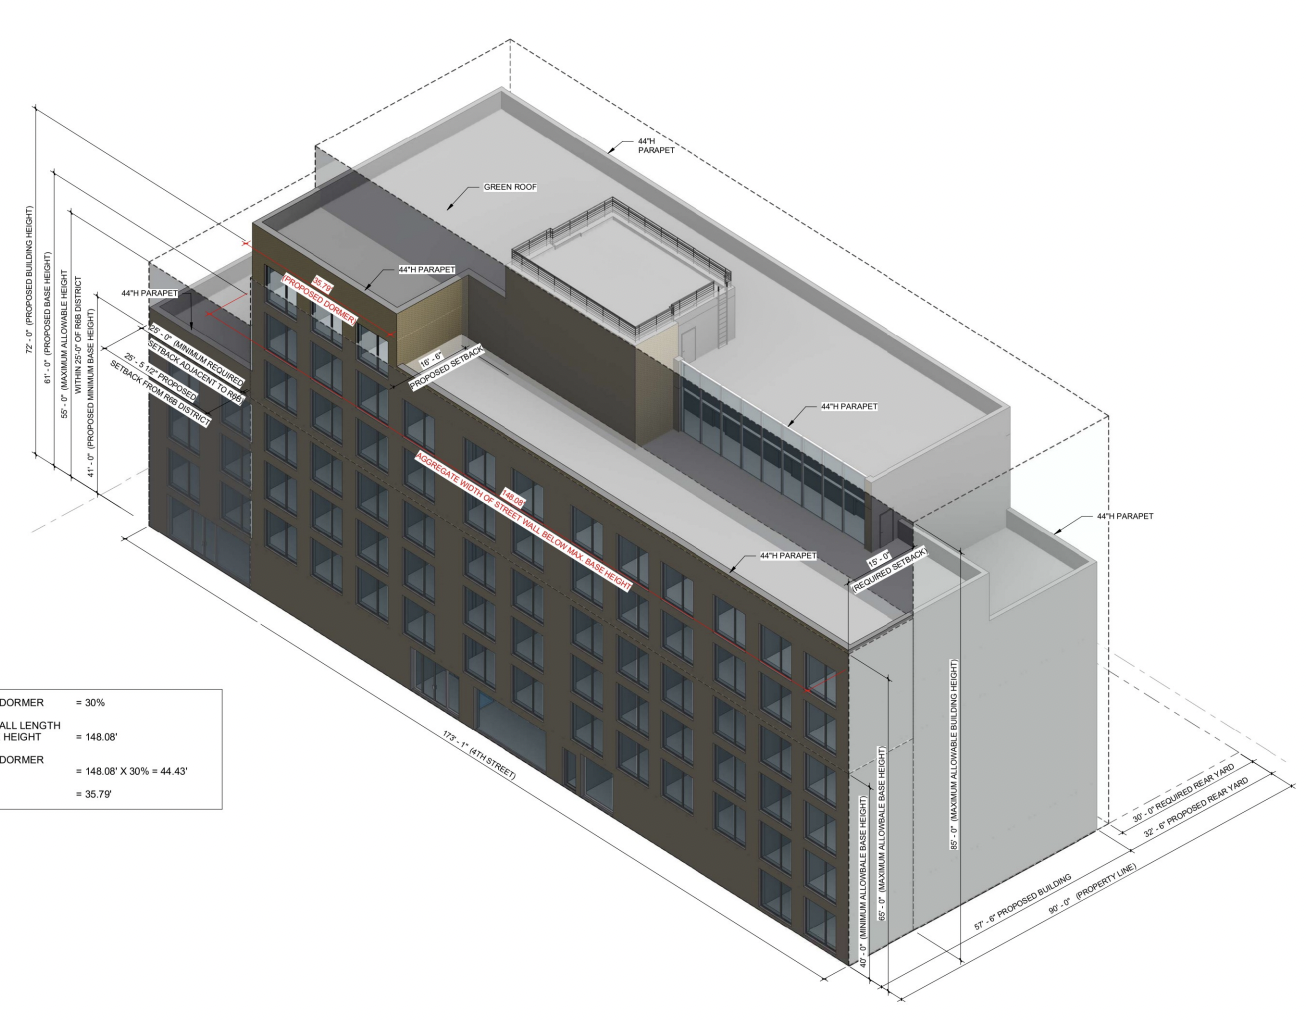 44"H
PARAPET
GREEN ROOF
44"H PARAPET
44"H PARAPET
35.79
(PROPOSED DORMER)
72' - 0" (PROPOSED BUILDING HEIGHT)
61' - 0" (PROPOSED BASE HEIGHT)
55' - 0" (MAXIMUM ALLOWABLE HEIGHT
WITHIN 25'-0" OF R6B DISTRICT
41' - 0" (PROPOSED MINIMUM BASE HEIGHT)
25' - 0" (MINIMUM REQUIRED
SETBACK ADJACENT TO R6B
25' - 5 1/2" PROPOSED
SETBACK FROM R6B DISTRICT
16' - 6"
(PROPOSED SETBACK
44"H PARAPET
148.08'
AGGREGATE WIDTH OF STREET WALL BELOW MAX. BASE HEIGHT
44"H PARAPET
44"H PARAPET
15' - 0"
(REQUIRED SETBACK)
173' - 1" (4TH STREET)
40' - 0" (MINIMUM ALLOWBALE BASE HEIGHT)
65' - 0" (MAXIMUM ALLOWBALE BASE HEIGHT)
85' - 0" (MAXIMUM ALLOWABLE BUILDING HEIGHT)
30' - 0" REQUIRED REAR YARD
32' - 6" PROPOSED REAR YARD
57' - 6" PROPOSED BUILDING
90' - 0" (PROPERTY LINE)
DORMER = 30%
ALL LENGTH
HEIGHT = 148.08'
DORMER
= 148.08' X 30% = 44.43'
= 35.79'